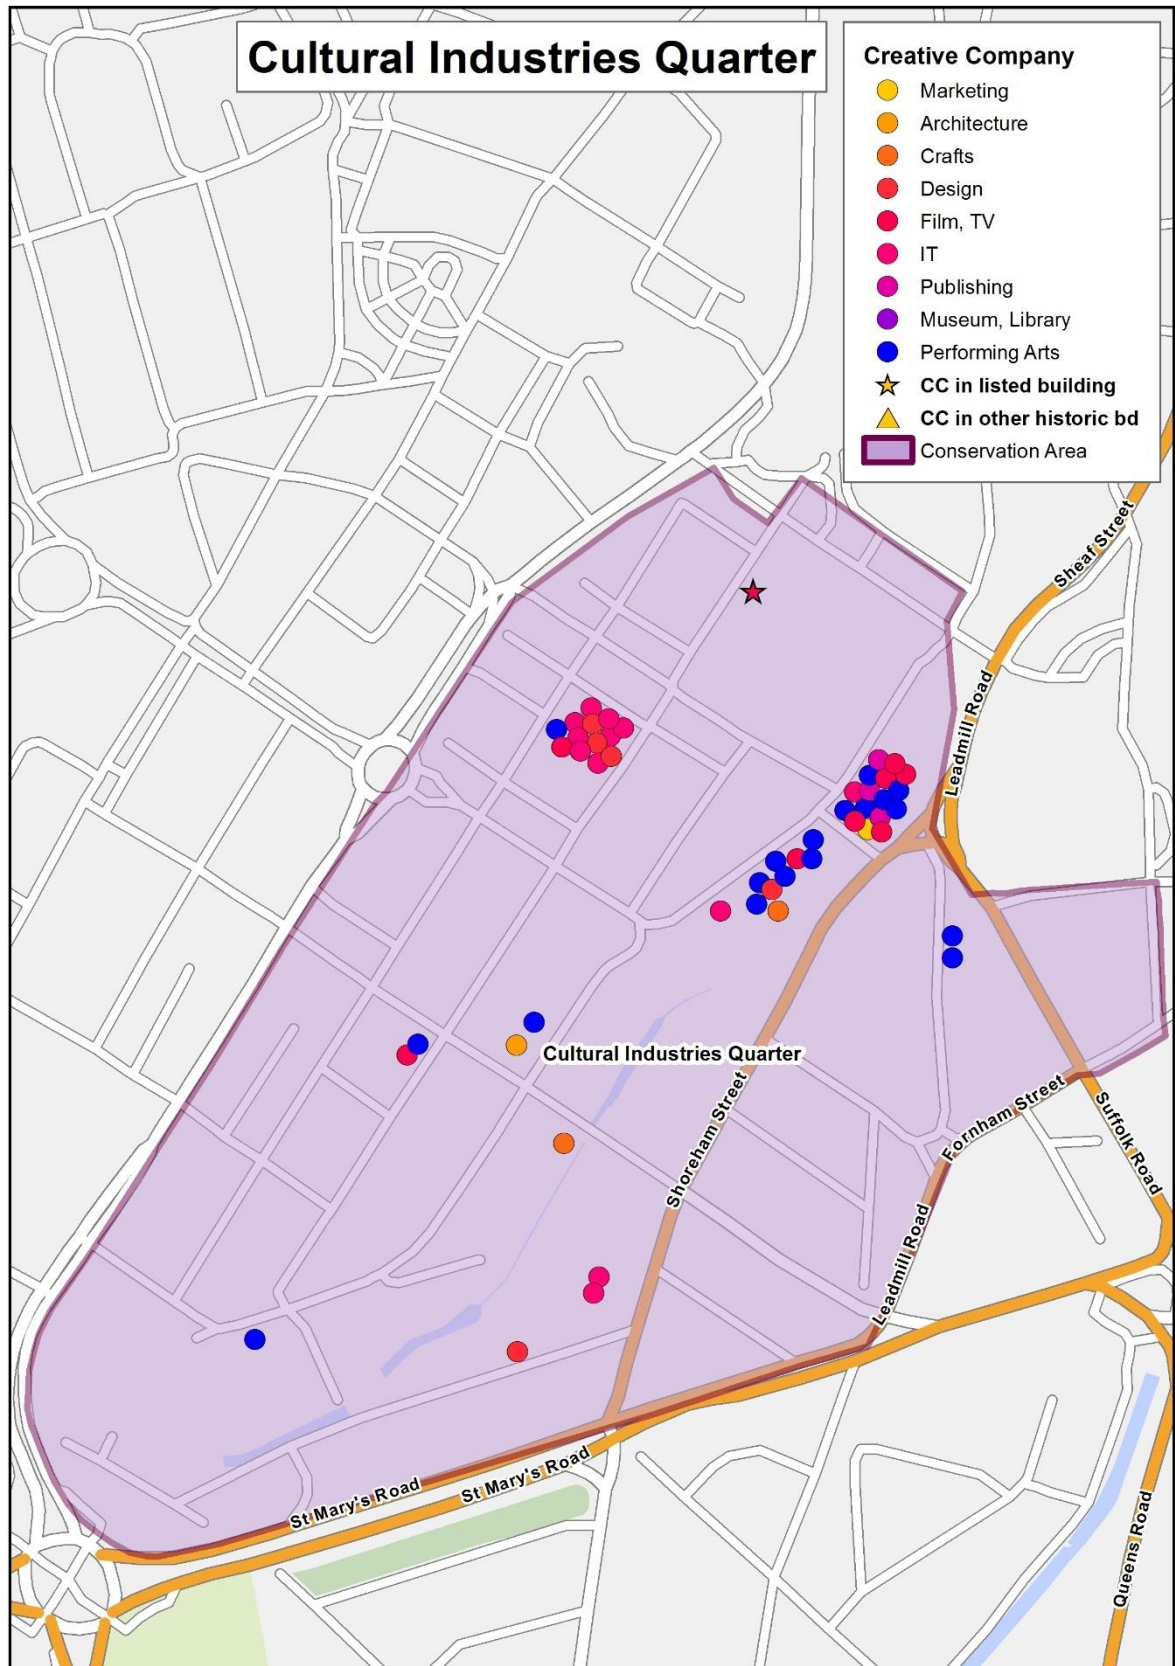 Cultural Industries Quarter
Creative Company
Marketing
Architecture
Crafts
Design
Film, TV
IT
Publishing
Museum, Library
Performing Arts
CC in listed building
CC in other historic bd
Conservation Area
Sheaf Street
Leadmill Road
Cultural Industries Quarter
Shoreham Street
Fornham Street
Suffolk Road
Leadmill Road
St Mary's Road
St Mary's Road
Queens Road